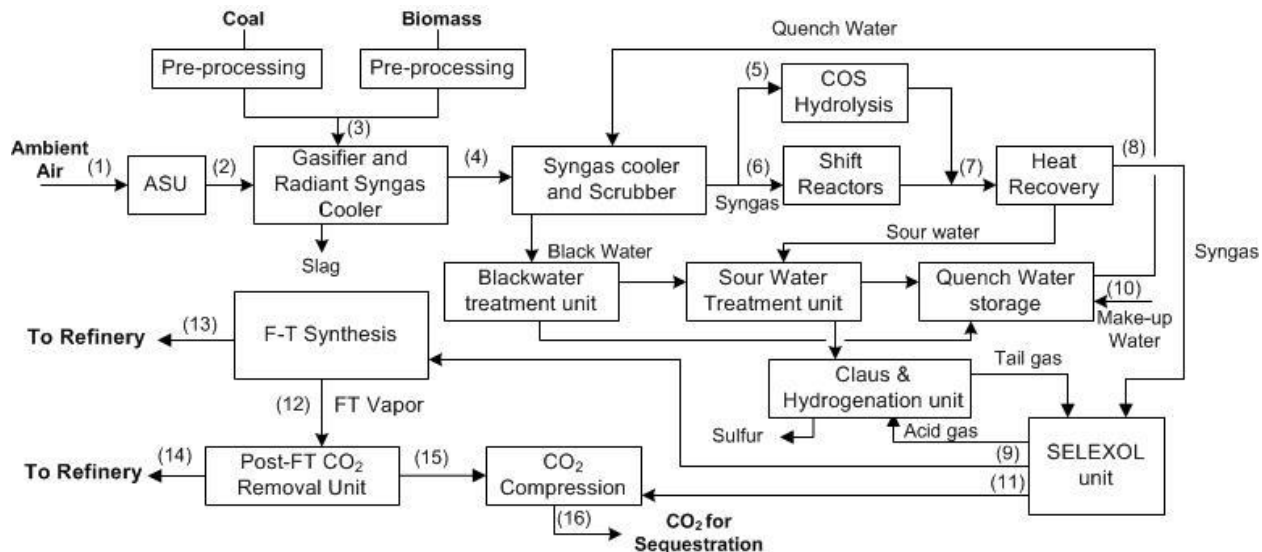 Coal
Biomass
Quench Water
Pre-processing
Pre-processing
(5)
COS
Hydrolysis
(3)
Ambient
Air
(1)
ASU
(2)
Gasifier and
Radiant Syngas
Cooler
(4)
Syngas cooler
and Scrubber
(6)
Syngas
Shift
Reactors
(7)
Heat
Recovery
(8)
Slag
Black Water
Sour water
Syngas
Blackwater
treatment unit
Sour Water
Treatment unit
Quench Water
storage
(10)
Make-up
Water
To Refinery
(13)
F-T Synthesis
Tail gas
Claus &
Hydrogenation unit
(12)
FT Vapor
Sulfur
Acid gas
(9)
SELEXOL
unit
To Refinery
(14)
Post-FT CO₂
Removal Unit
(15)
CO₂
Compression
(11)
(16)
CO₂ for
Sequestration